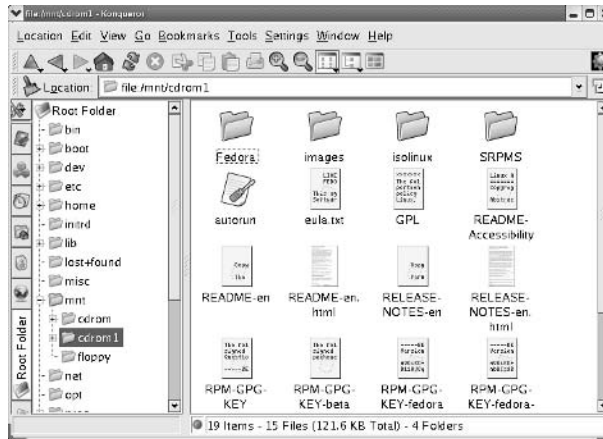 file:/mnt/cdrom1 - Konqueror
Location Edit View Go Bookmarks Tools Settings Window Help
Location: file:/mnt/cdrom1
Root Folder
bin
boot
dev
etc
home
initrd
lib
lost+found
misc
mnt
cdrom
cdrom1
floppy
net
opt
Root Folder
Fedora images isolinux SRPMS
autorun eula.txt GPL README-
Accessibility
README-en README-en. RELEASE- RELEASE-
html NOTES-en NOTES-en.
html
RPM-GPG- RPM-GPG- RPM-GPG- RPM-GPG-
KEY KEY-beta KEY-fedora KEY-fedora-
19 Items - 15 Files (121.6 KB Total) - 4 Folders